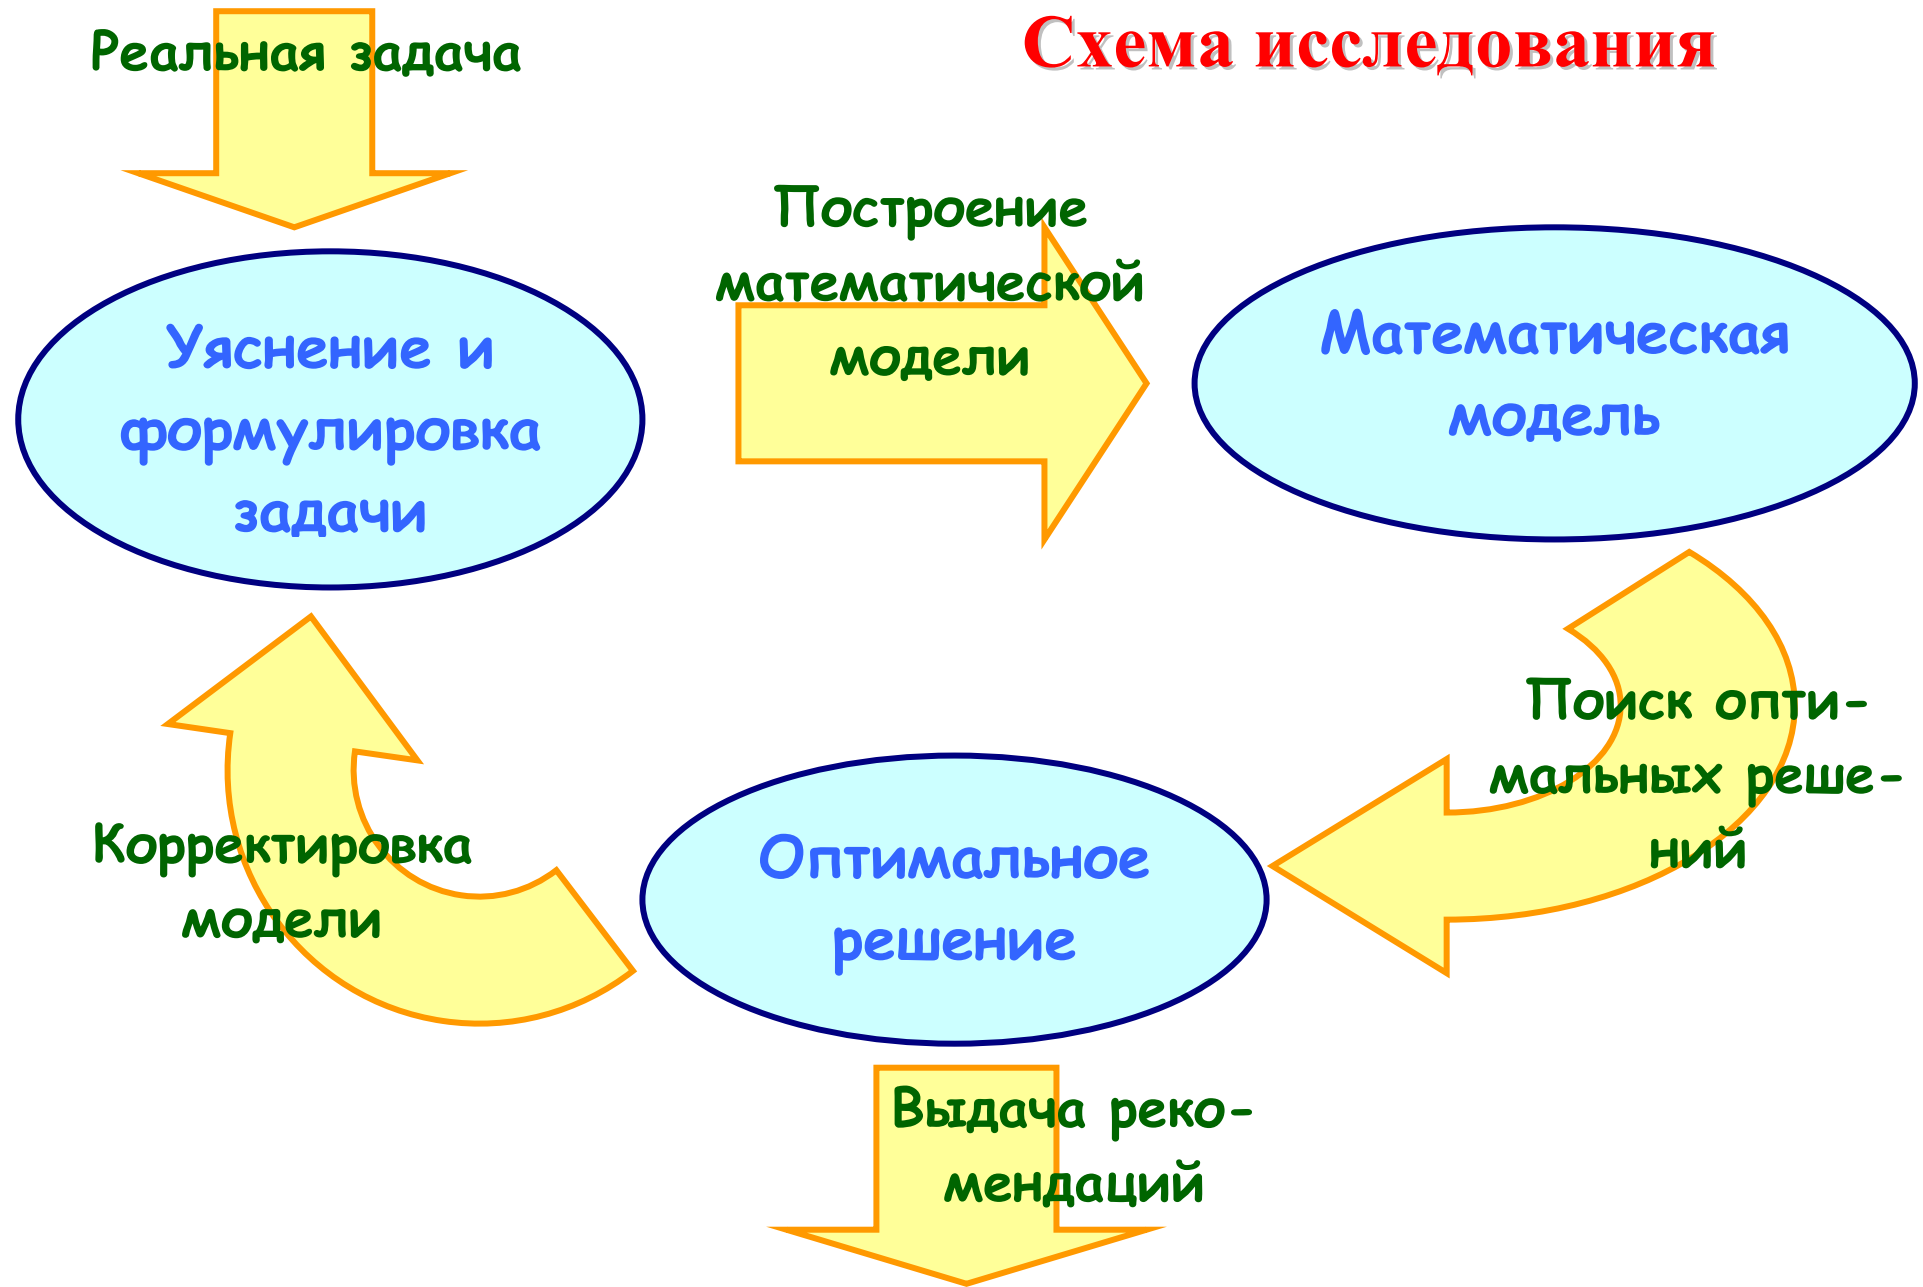 Схема исследования
Реальная задача
Уяснение и
формулировка
задачи
Построение
математической
модели
Математическая
модель
Поиск опти-
мальных реше-
ний
Оптимальное
решение
Корректировка
модели
Выдача реко-
мендаций